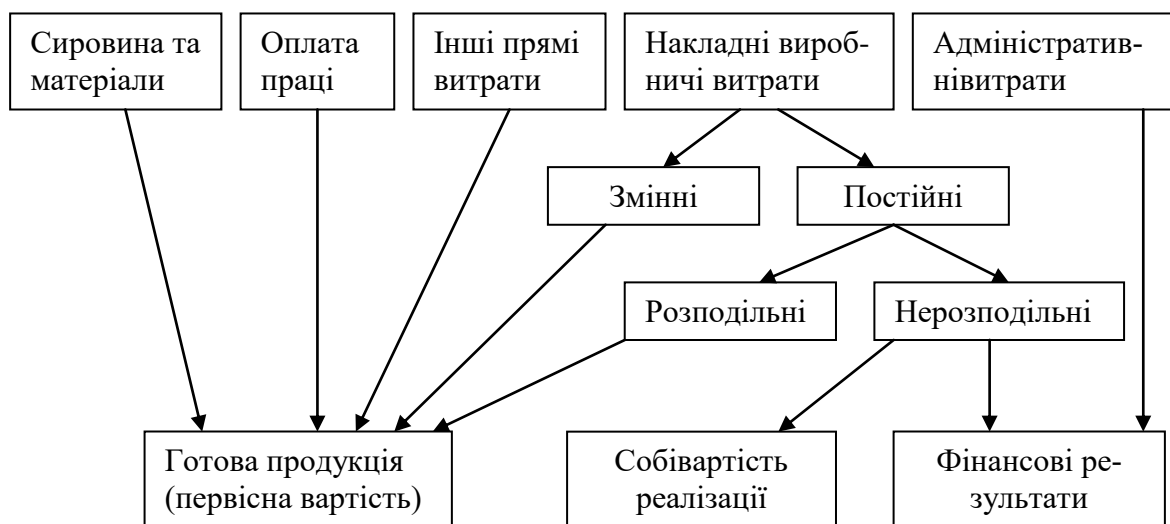 Сировина та
матеріали
Оплата
праці
Інші прямі
витрати
Накладні вироб-
ничі витрати
Адміністратив-
нівитрати
Змінні
Постійні
Розподільні
Нерозподільні
Готова продукція
(первісна вартість)
Собівартість
реалізації
Фінансові ре-
зультати